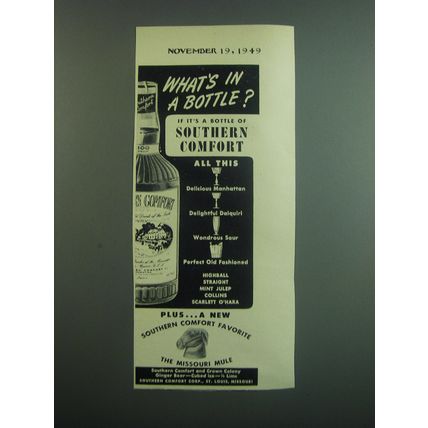 NOVEMBER 19, 1949
WHAT'S IN
A BOTTLE?
IF IT'S A BOTTLE OF
SOUTHERN
COMFORT
ALL THIS
Delicious Manhattan
Delightful Daiquiri
Wondrous Sour
Perfect Old Fashioned
HIGHBALL
STRAIGHT
MINT JULEP
COLLINS
SCARLETT O'HARA
PLUS...A NEW
SOUTHERN COMFORT FAVORITE
THE MISSOURI MULE
Southern Comfort and Crown Colony
Ginger Beer—Cubed Ice—½ Lime
SOUTHERN COMFORT CORP., ST. LOUIS, MISSOURI
100
COMFORT